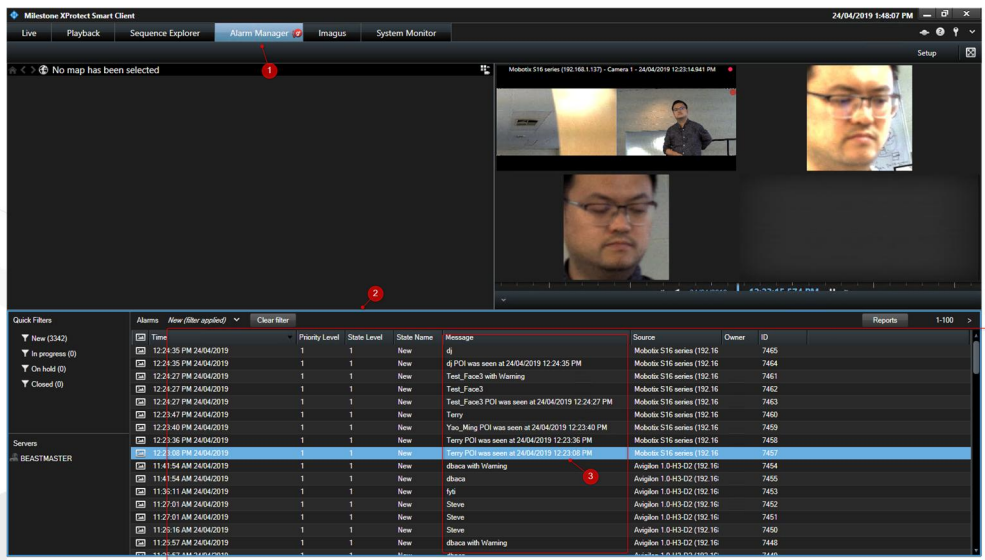 Milestone XProtect Smart Client
24/04/2019 1:48:07 PM
Live Playback Sequence Explorer Alarm Manager Imagus System Monitor
Setup
1
No map has been selected
Mobotix S16 series (192.168.1.137) - Camera 1 - 24/04/2019 12:23:14.941 PM
2
Quick Filters
New (3342)
In progress (0)
On hold (0)
Closed (0)
Servers
BEASTMASTER
Alarms New (filter applied) Clear filter Reports 1-100 >
Time Priority Level State Level State Name Message Source Owner ID
12:24:35 PM 24/04/2019 1 1 New dj Mobotix S16 series (192.16 7465
12:24:35 PM 24/04/2019 1 1 New dj POI was seen at 24/04/2019 12:24:35 PM Mobotix S16 series (192.16 7464
12:24:27 PM 24/04/2019 1 1 New Test_Face3 with Warning Mobotix S16 series (192.16 7461
12:24:27 PM 24/04/2019 1 1 New Test_Face3 Mobotix S16 series (192.16 7462
12:24:27 PM 24/04/2019 1 1 New Test_Face3 POI was seen at 24/04/2019 12:24:27 PM Mobotix S16 series (192.16 7463
12:23:47 PM 24/04/2019 1 1 New Terry Mobotix S16 series (192.16 7460
12:23:40 PM 24/04/2019 1 1 New Yao_Ming POI was seen at 24/04/2019 12:23:40 PM Mobotix S16 series (192.16 7459
12:23:36 PM 24/04/2019 1 1 New Terry POI was seen at 24/04/2019 12:23:36 PM Mobotix S16 series (192.16 7458
12:23:08 PM 24/04/2019 1 1 New Terry POI was seen at 24/04/2019 12:23:08 PM Mobotix S16 series (192.16 7457
11:41:54 AM 24/04/2019 1 1 New dbaca with Warning Avigilon 1.0-H3-D2 (192.16 7454
3
11:41:54 AM 24/04/2019 1 1 New dbaca Avigilon 1.0-H3-D2 (192.16 7455
11:36:11 AM 24/04/2019 1 1 New fyti Avigilon 1.0-H3-D2 (192.16 7453
11:27:01 AM 24/04/2019 1 1 New Steve Avigilon 1.0-H3-D2 (192.16 7452
11:27:01 AM 24/04/2019 1 1 New Steve Avigilon 1.0-H3-D2 (192.16 7451
11:26:16 AM 24/04/2019 1 1 New Steve Avigilon 1.0-H3-D2 (192.16 7450
11:25:57 AM 24/04/2019 1 1 New dbaca with Warning Avigilon 1.0-H3-D2 (192.16 7448